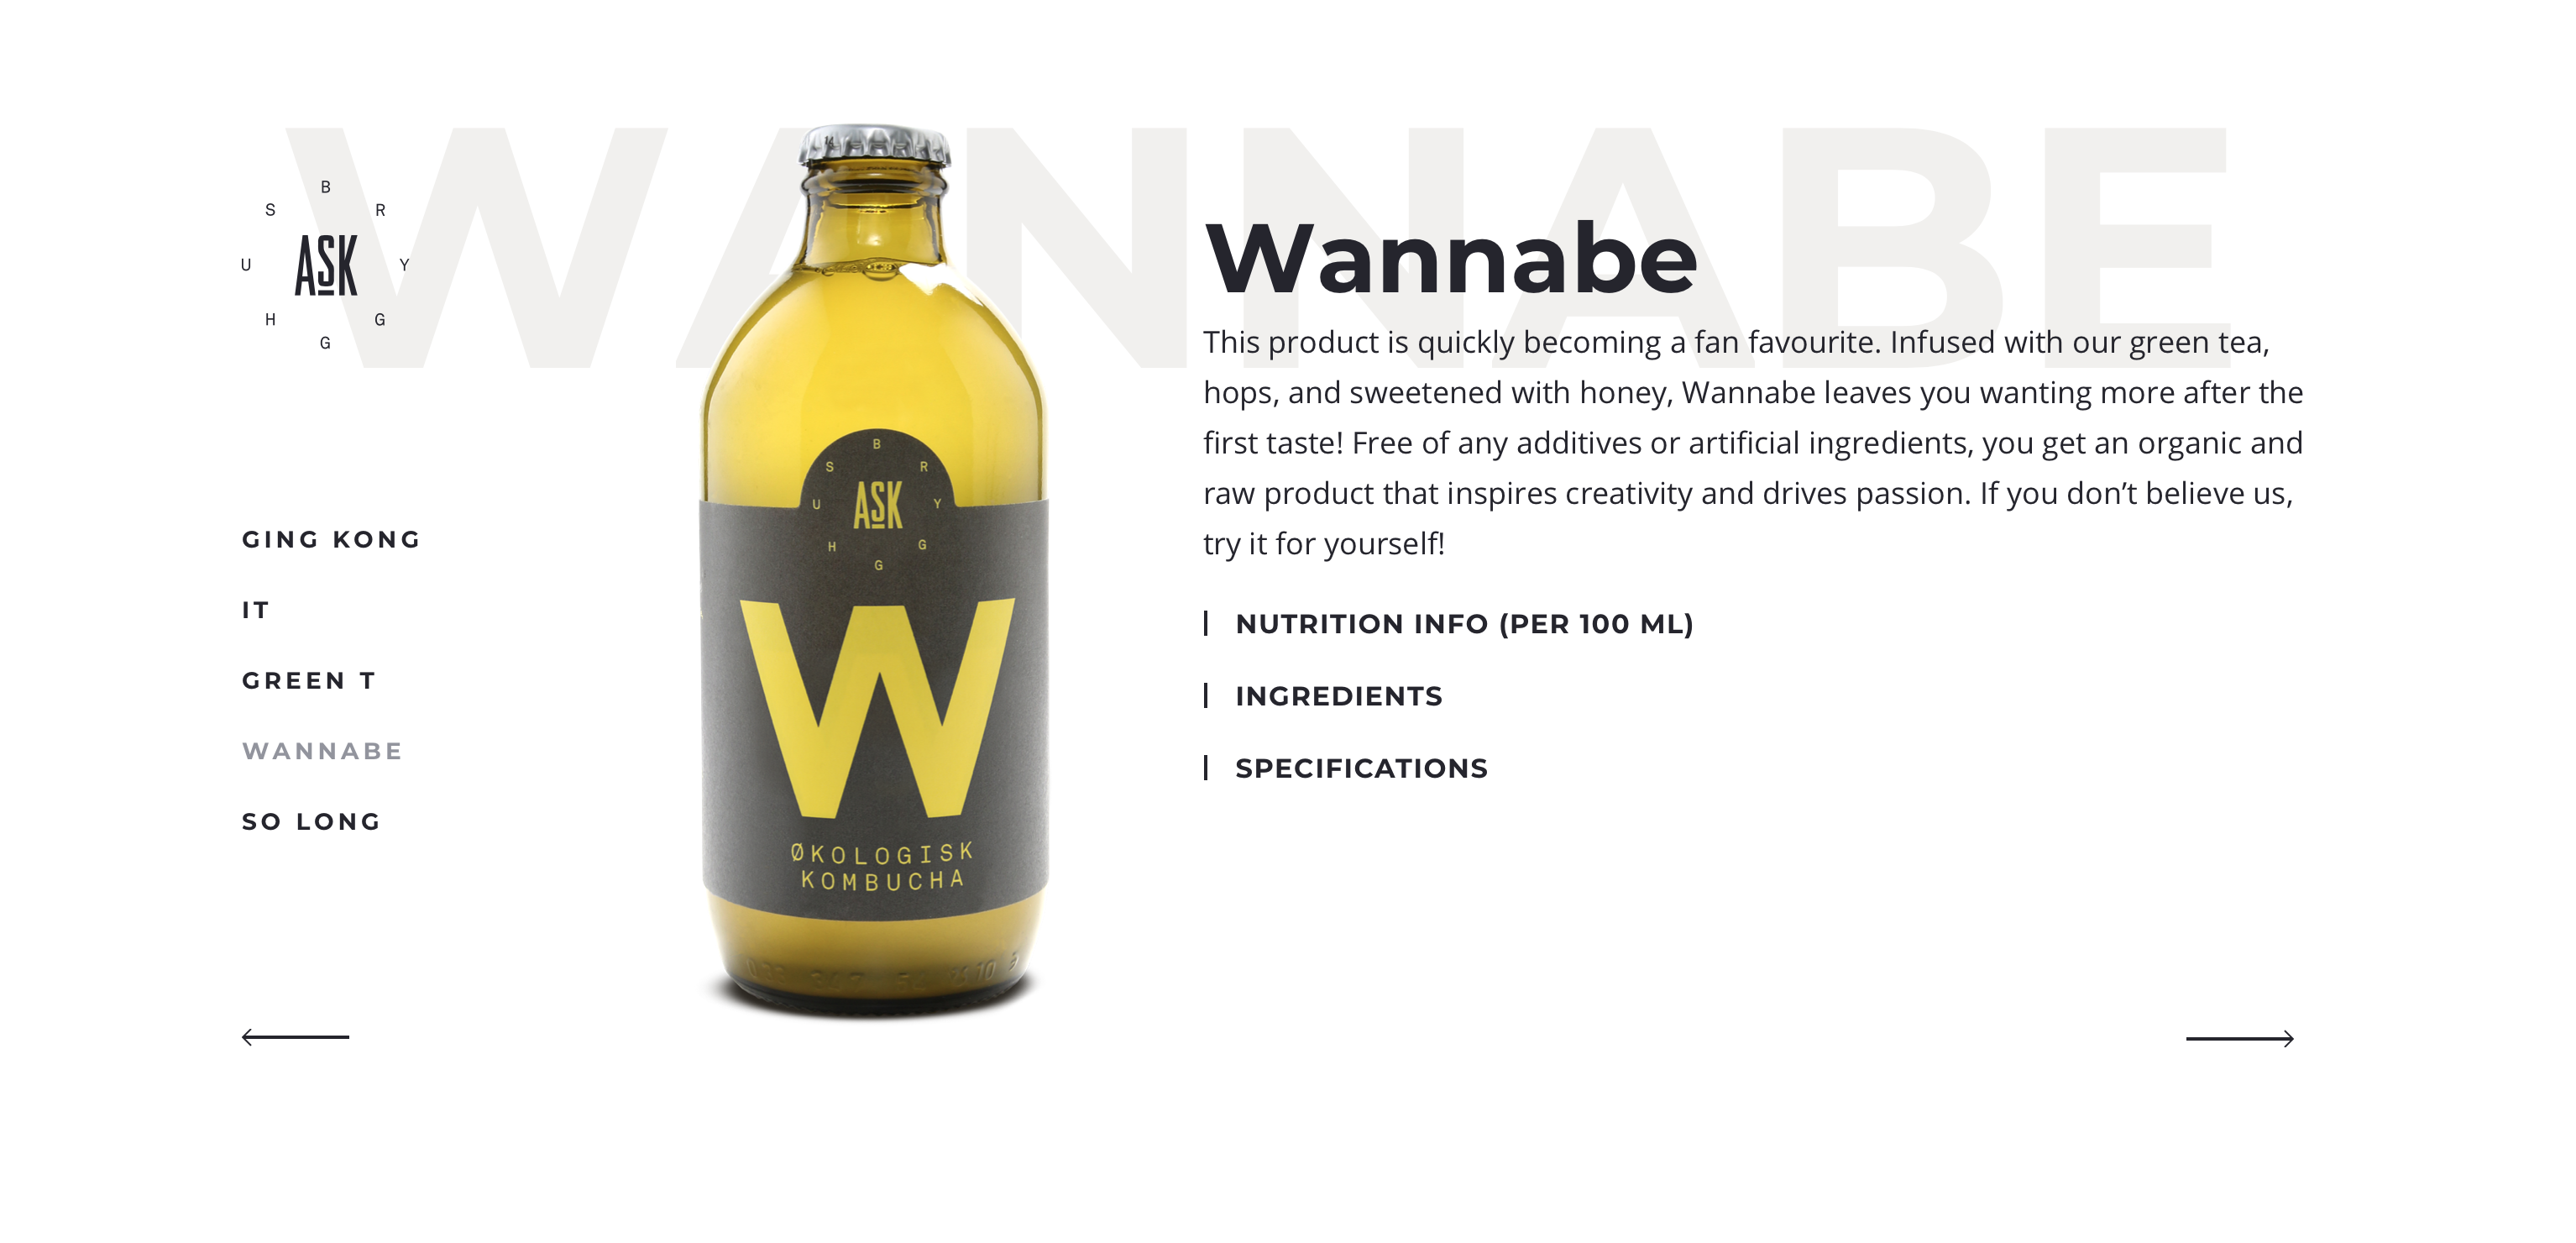 WANNABE
B
R
Y
G
G
H
U
S
ASK
GING KONG
IT
GREEN T
WANNABE
SO LONG
B
R
Y
G
G
H
U
S
ASK
W
ØKOLOGISK
KOMBUCHA
Wannabe
This product is quickly becoming a fan favourite. Infused with our green tea,
hops, and sweetened with honey, Wannabe leaves you wanting more after the
first taste! Free of any additives or artificial ingredients, you get an organic and
raw product that inspires creativity and drives passion. If you don’t believe us,
try it for yourself!
NUTRITION INFO (PER 100 ML)
INGREDIENTS
SPECIFICATIONS